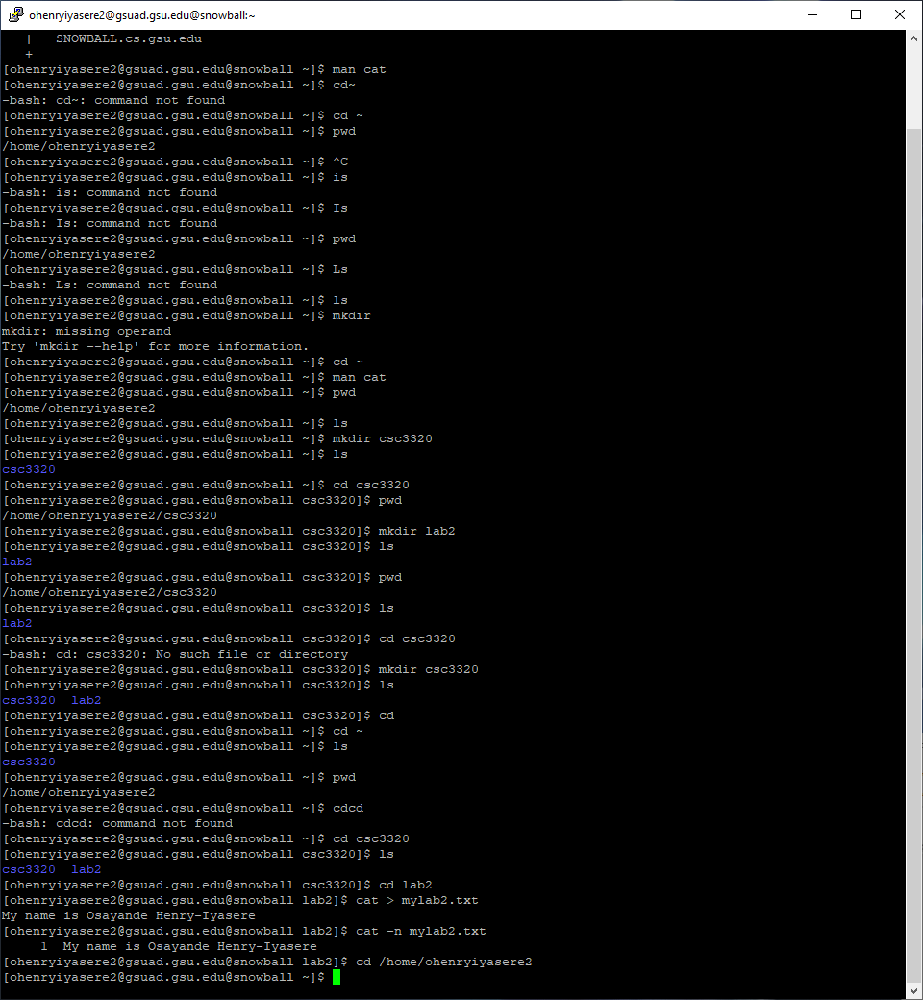 ohenryiyasere2@gsuad.gsu.edu@snowball:~
|   SNOWBALL.cs.gsu.edu
+
[ohenryiyasere2@gsuad.gsu.edu@snowball ~]$ man cat
[ohenryiyasere2@gsuad.gsu.edu@snowball ~]$ cd~
-bash: cd~: command not found
[ohenryiyasere2@gsuad.gsu.edu@snowball ~]$ cd ~
[ohenryiyasere2@gsuad.gsu.edu@snowball ~]$ pwd
/home/ohenryiyasere2
[ohenryiyasere2@gsuad.gsu.edu@snowball ~]$ ^C
[ohenryiyasere2@gsuad.gsu.edu@snowball ~]$ is
-bash: is: command not found
[ohenryiyasere2@gsuad.gsu.edu@snowball ~]$ Is
-bash: Is: command not found
[ohenryiyasere2@gsuad.gsu.edu@snowball ~]$ pwd
/home/ohenryiyasere2
[ohenryiyasere2@gsuad.gsu.edu@snowball ~]$ Ls
-bash: Ls: command not found
[ohenryiyasere2@gsuad.gsu.edu@snowball ~]$ ls
[ohenryiyasere2@gsuad.gsu.edu@snowball ~]$ mkdir
mkdir: missing operand
Try 'mkdir --help' for more information.
[ohenryiyasere2@gsuad.gsu.edu@snowball ~]$ cd ~
[ohenryiyasere2@gsuad.gsu.edu@snowball ~]$ man cat
[ohenryiyasere2@gsuad.gsu.edu@snowball ~]$ pwd
/home/ohenryiyasere2
[ohenryiyasere2@gsuad.gsu.edu@snowball ~]$ ls
[ohenryiyasere2@gsuad.gsu.edu@snowball ~]$ mkdir csc3320
[ohenryiyasere2@gsuad.gsu.edu@snowball ~]$ ls
csc3320
[ohenryiyasere2@gsuad.gsu.edu@snowball ~]$ cd csc3320
[ohenryiyasere2@gsuad.gsu.edu@snowball csc3320]$ pwd
/home/ohenryiyasere2/csc3320
[ohenryiyasere2@gsuad.gsu.edu@snowball csc3320]$ mkdir lab2
[ohenryiyasere2@gsuad.gsu.edu@snowball csc3320]$ ls
lab2
[ohenryiyasere2@gsuad.gsu.edu@snowball csc3320]$ pwd
/home/ohenryiyasere2/csc3320
[ohenryiyasere2@gsuad.gsu.edu@snowball csc3320]$ ls
lab2
[ohenryiyasere2@gsuad.gsu.edu@snowball csc3320]$ cd csc3320
-bash: cd: csc3320: No such file or directory
[ohenryiyasere2@gsuad.gsu.edu@snowball csc3320]$ mkdir csc3320
[ohenryiyasere2@gsuad.gsu.edu@snowball csc3320]$ ls
csc3320  lab2
[ohenryiyasere2@gsuad.gsu.edu@snowball csc3320]$ cd
[ohenryiyasere2@gsuad.gsu.edu@snowball ~]$ cd ~
[ohenryiyasere2@gsuad.gsu.edu@snowball ~]$ ls
csc3320
[ohenryiyasere2@gsuad.gsu.edu@snowball ~]$ pwd
/home/ohenryiyasere2
[ohenryiyasere2@gsuad.gsu.edu@snowball ~]$ cdcd
-bash: cdcd: command not found
[ohenryiyasere2@gsuad.gsu.edu@snowball ~]$ cd csc3320
[ohenryiyasere2@gsuad.gsu.edu@snowball csc3320]$ ls
csc3320  lab2
[ohenryiyasere2@gsuad.gsu.edu@snowball csc3320]$ cd lab2
[ohenryiyasere2@gsuad.gsu.edu@snowball lab2]$ cat > mylab2.txt
My name is Osayande Henry-Iyasere
[ohenryiyasere2@gsuad.gsu.edu@snowball lab2]$ cat -n mylab2.txt
     1  My name is Osayande Henry-Iyasere
[ohenryiyasere2@gsuad.gsu.edu@snowball lab2]$ cd /home/ohenryiyasere2
[ohenryiyasere2@gsuad.gsu.edu@snowball ~]$